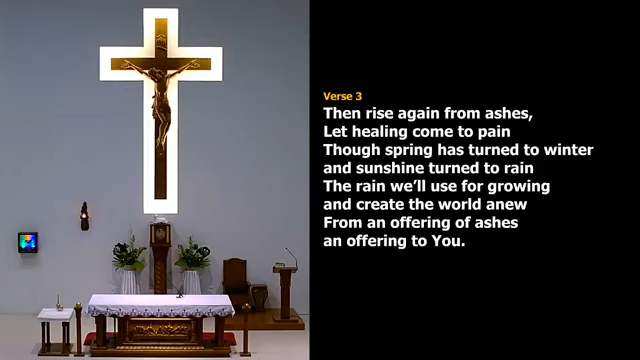 Verse 3
Then rise again from ashes,
Let healing come to pain
Though spring has turned to winter
and sunshine turned to rain
The rain we'll use for growing
and create the world anew
From an offering of ashes
an offering to You.